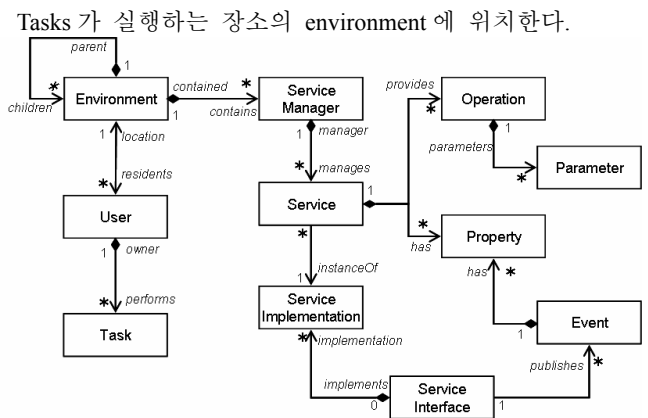 Tasks 가 실행하는 장소의 environment 에 위치한다.
parent
1
*
children
Environment
contained
1
*
contains
Service
Manager
provides
*
Operation
1
location
1
manager
parameters
1
*
Parameter
*
residents
*
manages
User
Service
1
*
has
Property
1
owner
*
instanceOf
1
has
*
*
performs
Task
Service
Implementation
*
implementation
Event
1
publishes
*
implements
0
Service
Interface
1